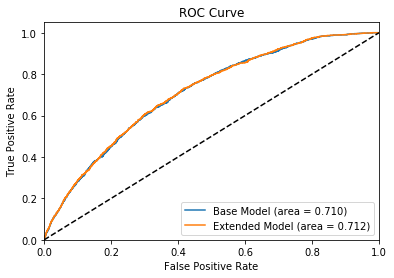 ROC Curve
True Positive Rate
1.0
0.8
0.6
0.4
0.2
0.0
Base Model (area = 0.710)
Extended Model (area = 0.712)
0.0 0.2 0.4 0.6 0.8 1.0
False Positive Rate